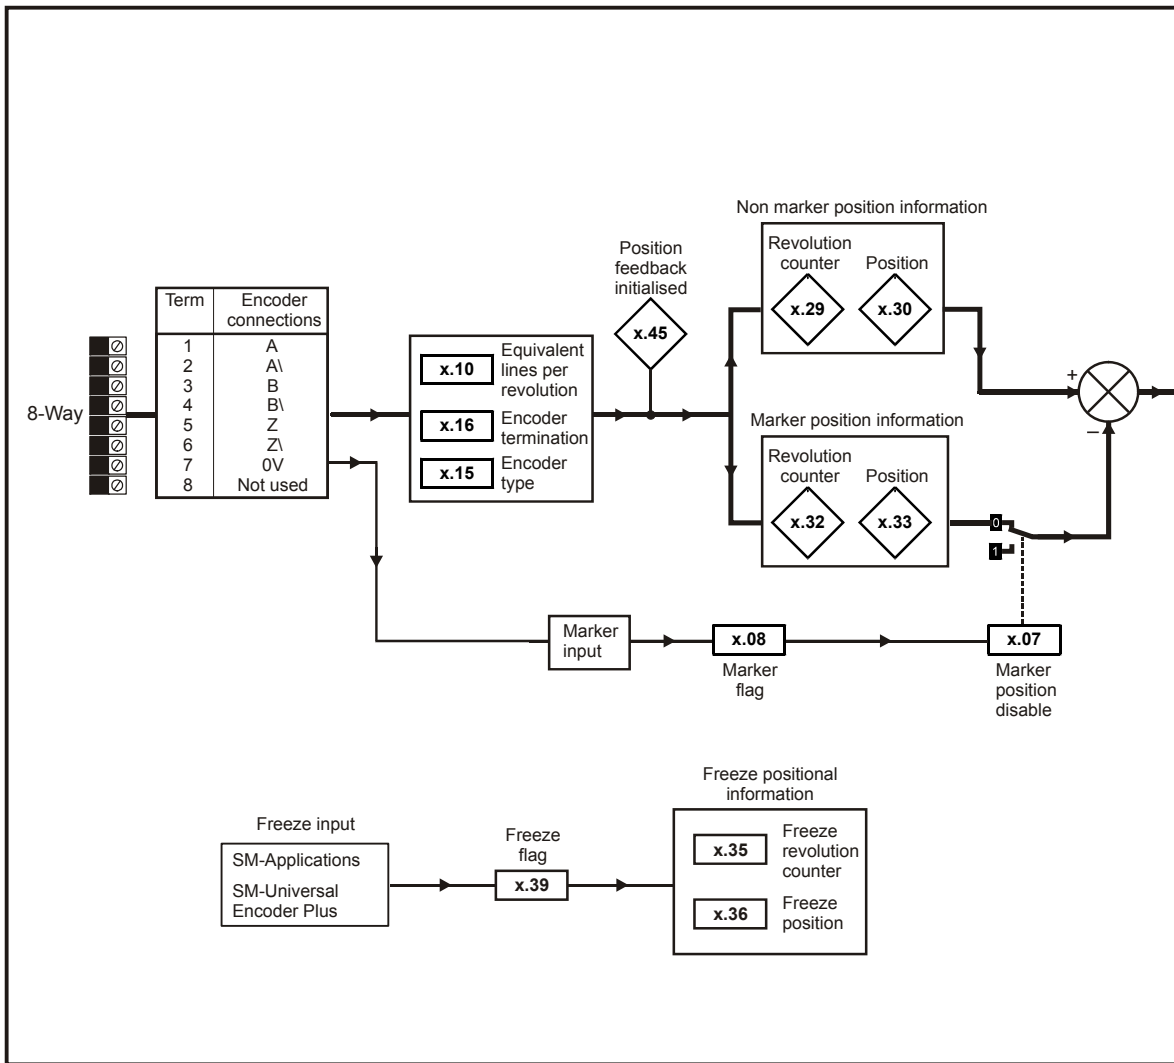 Non marker position information
Revolution
counter
Position
x.29
x.30
Position
feedback
initialised
x.45
Term
Encoder
connections
1
A
2
A\
3
B
4
B\
5
Z
6
Z\
7
0V
8
Not used
8-Way
x.10
Equivalent
lines per
revolution
x.16
Encoder
termination
x.15
Encoder
type
+
–
Marker position information
Revolution
counter
Position
x.32
x.33
0
1
Marker
input
x.08
Marker
flag
x.07
Marker
position
disable
Freeze input
SM-Applications
SM-Universal
Encoder Plus
Freeze
flag
x.39
Freeze positional
information
x.35
Freeze
revolution
counter
x.36
Freeze
position